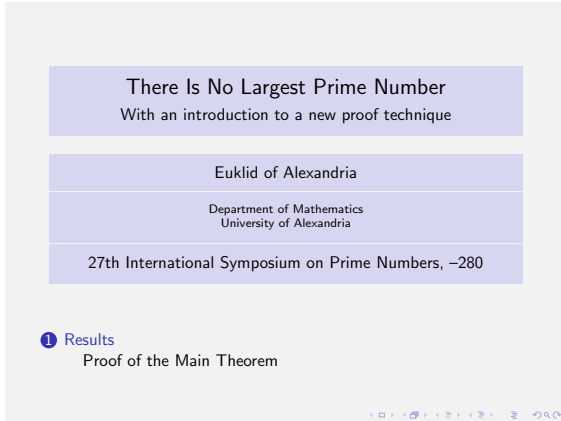 There Is No Largest Prime Number
With an introduction to a new proof technique
Euklid of Alexandria
Department of Mathematics
University of Alexandria
27th International Symposium on Prime Numbers, –280
1 Results
Proof of the Main Theorem